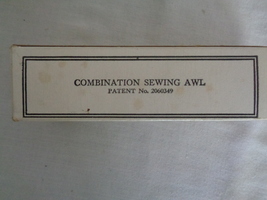 COMBINATION SEWING AWL
PATENT No. 2060349